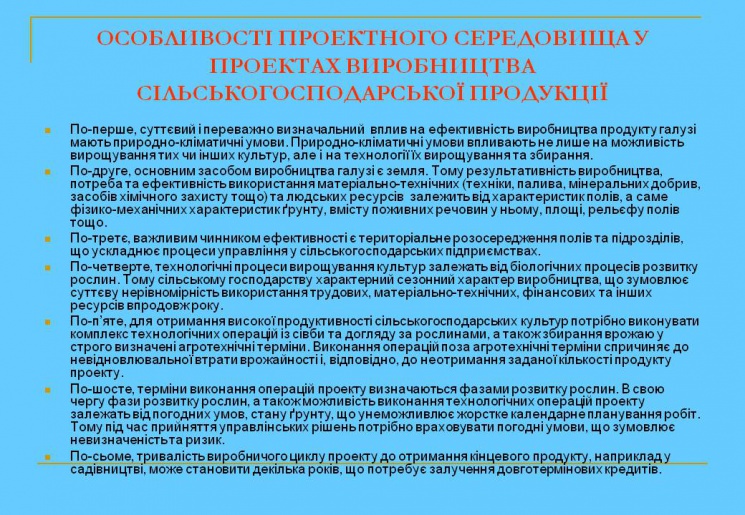 ОСОБЛИВОСТІ ПРОЕКТНОГО СЕРЕДОВИЩА У
ПРОЕКТАХ ВИРОБНИЦТВА
СІЛЬСЬКОГОСПОДАРСЬКОЇ ПРОДУКЦІЇ
По-перше, суттєвий і переважно визначальний вплив на ефективність виробництва продукту галузі
мають природно-кліматичні умови. Природно-кліматичні умови впливають не лише на можливість
вирощування тих чи інших культур, але і на технології їх вирощування та збирання.
По-друге, основним засобом виробництва галузі є земля. Тому результативність виробництва,
потреба та ефективність використання матеріально-технічних (техніки, палива, мінеральних добрив,
засобів хімічного захисту тощо) та людських ресурсів залежить від характеристик полів, а саме
фізико-механічних характеристик ґрунту, вмісту поживних речовин у ньому, площі, рельєфу полів
тощо.
По-третє, важливим чинником ефективності є територіальне розосередження полів та підрозділів,
що ускладнює процеси управління у сільськогосподарських підприємствах.
По-четверте, технологічні процеси вирощування культур залежать від біологічних процесів розвитку
рослин. Тому сільському господарству характерний сезонний характер виробництва, що зумовлює
суттєву нерівномірність використання трудових, матеріально-технічних, фінансових та інших
ресурсів впродовж року.
По-п'яте, для отримання високої продуктивності сільськогосподарських культур потрібно виконувати
комплекс технологічних операцій із сівби та догляду за рослинами, а також збирання врожаю у
строго визначені агротехнічні терміни. Виконання операцій поза агротехнічні терміни спричиняє до
невідновлювальної втрати врожайності і, відповідно, до неотримання заданої кількості продукту
проекту.
По-шосте, терміни виконання операцій проекту визначаються фазами розвитку рослин. В свою
чергу фази розвитку рослин, а також можливість виконання технологічних операцій проекту
залежать від погодних умов, стану ґрунту, що унеможливлює жорстке календарне планування робіт.
Тому під час прийняття управлінських рішень потрібно враховувати погодні умови, що зумовлює
невизначеність та ризик.
По-сьоме, тривалість виробничого циклу проекту до отримання кінцевого продукту, наприклад у
садівництві, може становити декілька років, що потребує залучення довготермінових кредитів.